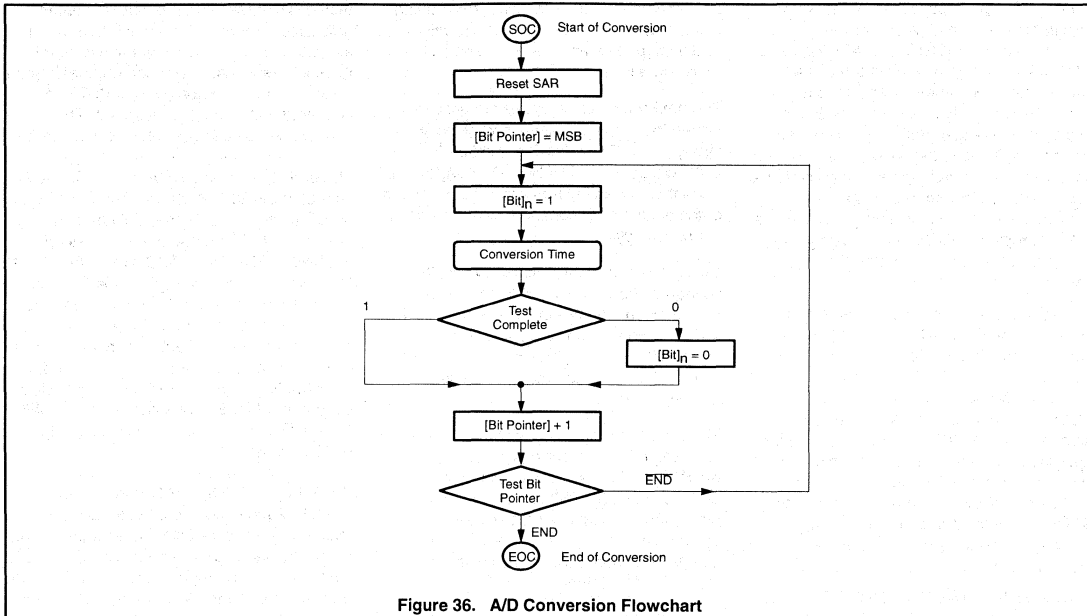 SOC Start of Conversion
Reset SAR
[Bit Pointer] = MSB
[Bit]n = 1
Conversion Time
1
Test
Complete
0
[Bit]n = 0
[Bit Pointer] + 1
Test Bit
Pointer
E̅N̅D̅
END
EOC End of Conversion
Figure 36. A/D Conversion Flowchart